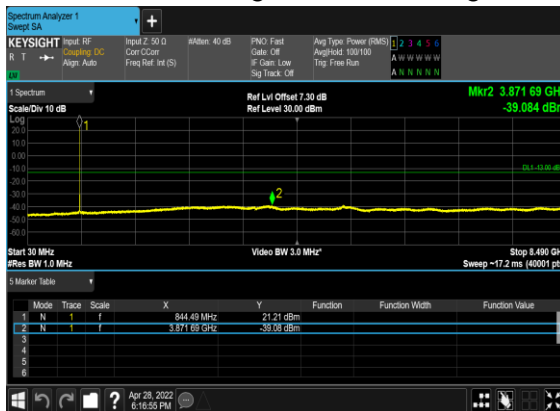 Spectrum Analyzer 1
Swept SA
KEYSIGHT Input: RF
R T Coupling: DC
Align: Auto
LXI
Input Z: 50 Ω
Corr CCorr
Freq Ref: Int (S)
#Atten: 40 dB
PNO: Fast
Gate: Off
IF Gain: Low
Sig Track: Off
Avg Type: Power (RMS)
Avg|Hold: 100/100
Trig: Free Run
1 2 3 4 5 6
A W W W W W
A N N N N N
1 Spectrum
Scale/Div 10 dB
Ref Lvl Offset 7.30 dB
Ref Level 30.00 dBm
Mkr2 3.871 69 GH
-39.084 dBr
Log
20.0
10.0
0.00
-10.0
-20.0
-30.0
-40.0
-50.0
-60.0
1
2
DL1 -13.00 dB
Start 30 MHz
#Res BW 1.0 MHz
Video BW 3.0 MHz*
Stop 8.490 GH
Sweep ~17.2 ms (40001 pts
5 Marker Table
Mode Trace Scale X Y Function Function Width Function Value
1 N 1 f 844.49 MHz 21.21 dBm
2 N 1 f 3.871 69 GHz -39.08 dBm
3
4
5
6
?
Apr 28, 2022
6:16:55 PM